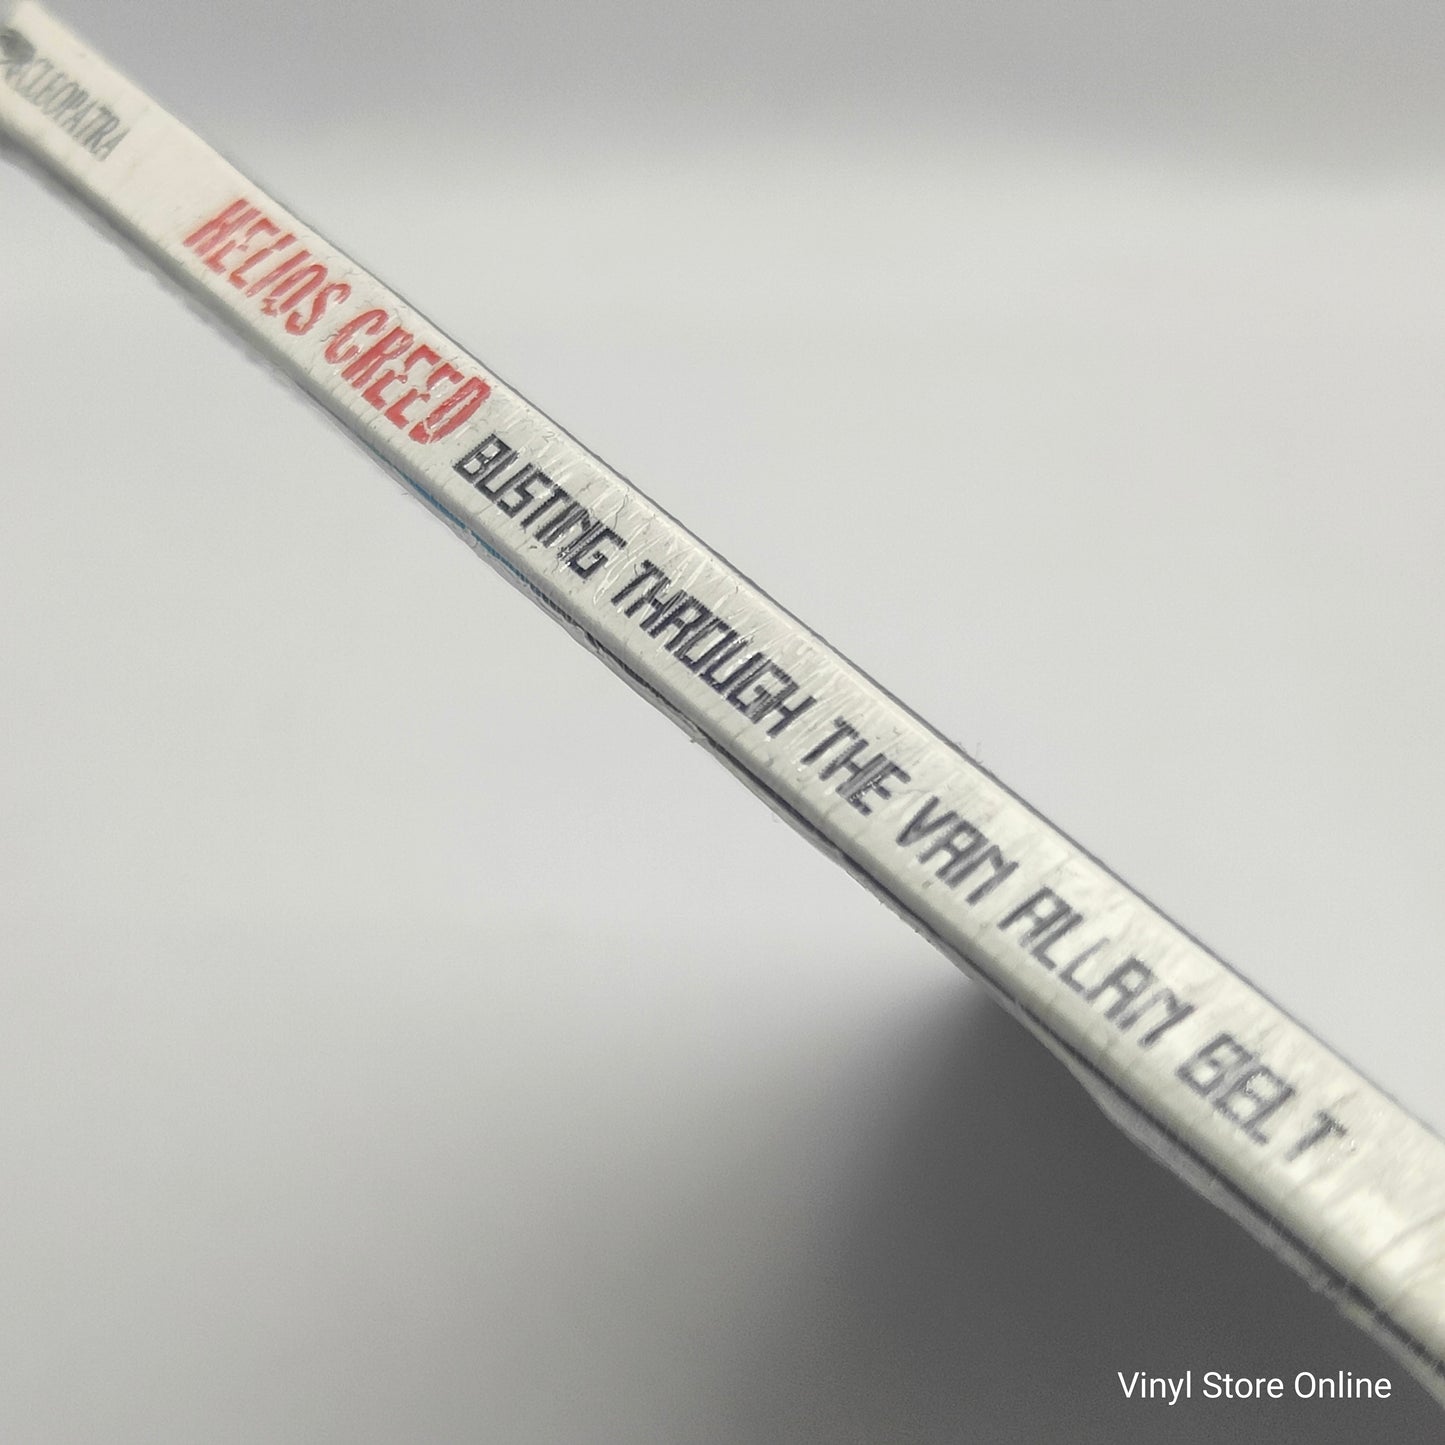 CLEOPATRA
HELIOS CREED BUSTING THROUGH THE VAN ALLAN BELT
Vinyl Store Online